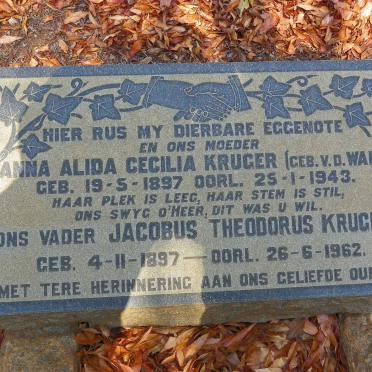 HIER RUS MY DIERBARE EGGENOTE
EN ONS MOEDER
ANNA ALIDA CECILIA KRUGER (GEB. V.D. WA
GEB. 19-5-1897 OORL. 25-1-1943.
HAAR PLEK IS LEEG, HAAR STEM IS STIL,
ONS SWYG O'HEER, DIT WAS U WIL.
ONS VADER JACOBUS THEODORUS KRUG
GEB. 4-11-1897 — OORL. 26-6-1962.
MET TERE HERINNERING AAN ONS GELIEFDE OUE